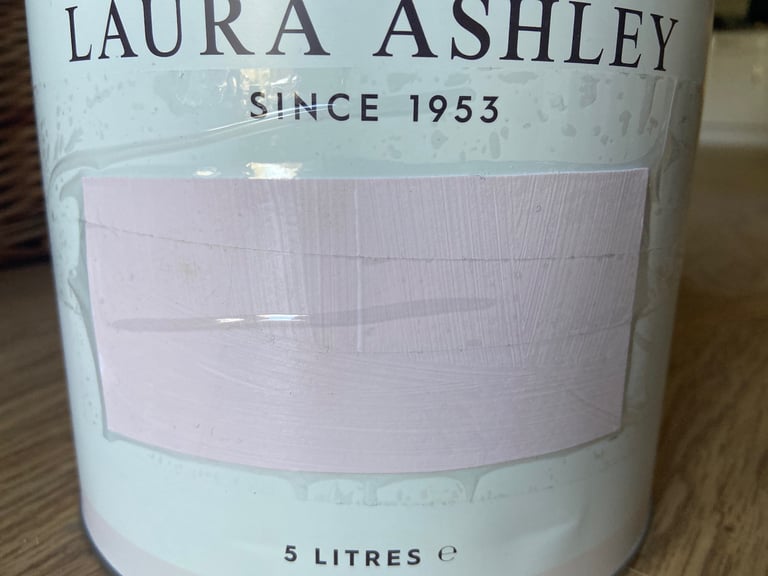 LAURA ASHLEY
SINCE 1953
5 LITRES ℮